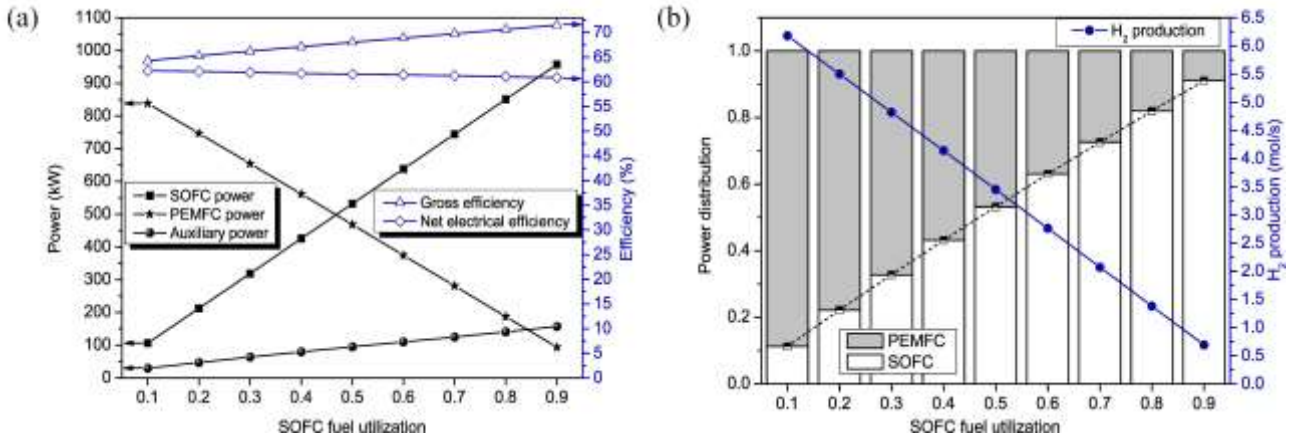 (a)
1100
1000
900
800
700
600
500
400
300
200
100
0
Power (kW)
SOFC power
PEMFC power
Auxiliary power
Gross efficiency
Net electrical efficiency
70
65
60
55
50
45
40
35
30
25
20
15
10
5
0
Efficiency (%)
0.1 0.2 0.3 0.4 0.5 0.6 0.7 0.8 0.9
SOFC fuel utilization
(b)
H2 production
1.0
0.8
0.6
0.4
0.2
0.0
Power distribution
PEMFC
SOFC
6.5
6.0
5.5
5.0
4.5
4.0
3.5
3.0
2.5
2.0
1.5
1.0
0.5
0.0
H2 production (mol/s)
0.1 0.2 0.3 0.4 0.5 0.6 0.7 0.8 0.9
SOFC fuel utilization